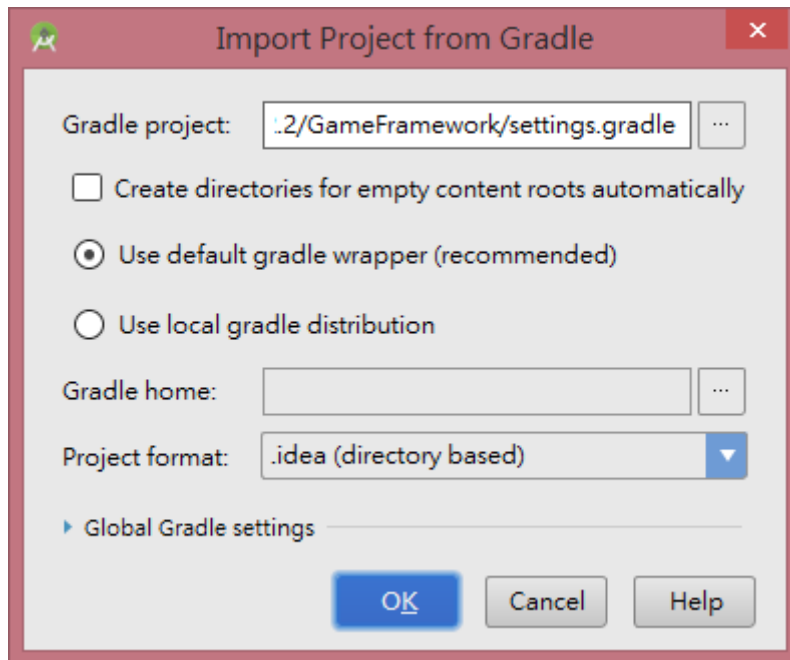 Import Project from Gradle
Gradle project: .2/GameFramework/settings.gradle ...
Create directories for empty content roots automatically
Use default gradle wrapper (recommended)
Use local gradle distribution
Gradle home: ...
Project format: .idea (directory based)
Global Gradle settings
OK Cancel Help